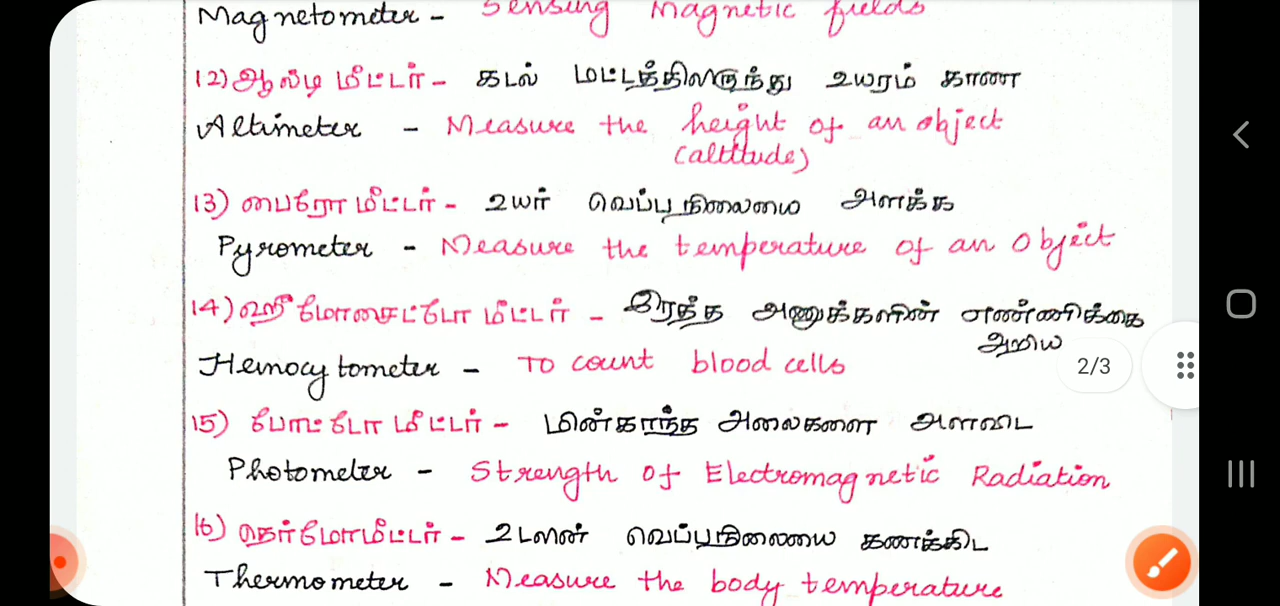 Magnetometer - Sensing Magnetic fields
12) ஆல்டி மீட்டர் - கடல் மட்டத்திலிருந்து உயரம் காண
Altimeter - Measure the height of an object
(altitude)
13) பைரோ மீட்டர் - உயர் வெப்பநிலையை அளக்க
Pyrometer - Measure the temperature of an Object
14) ஹீமோசைட்டோ மீட்டர் - இரத்த அணுக்களின் எண்ணிக்கை
அறிய
2/3
Hemocytometer - To count blood cells
15) போட்டோ மீட்டர் - மின்காந்த அலைகளை அளவிட
Photometer - Strength of Electromagnetic Radiation
16) தெர்மோமீட்டர் - உடலன் வெப்பநிலையை கணக்கிட
Thermometer - Measure the body temperature